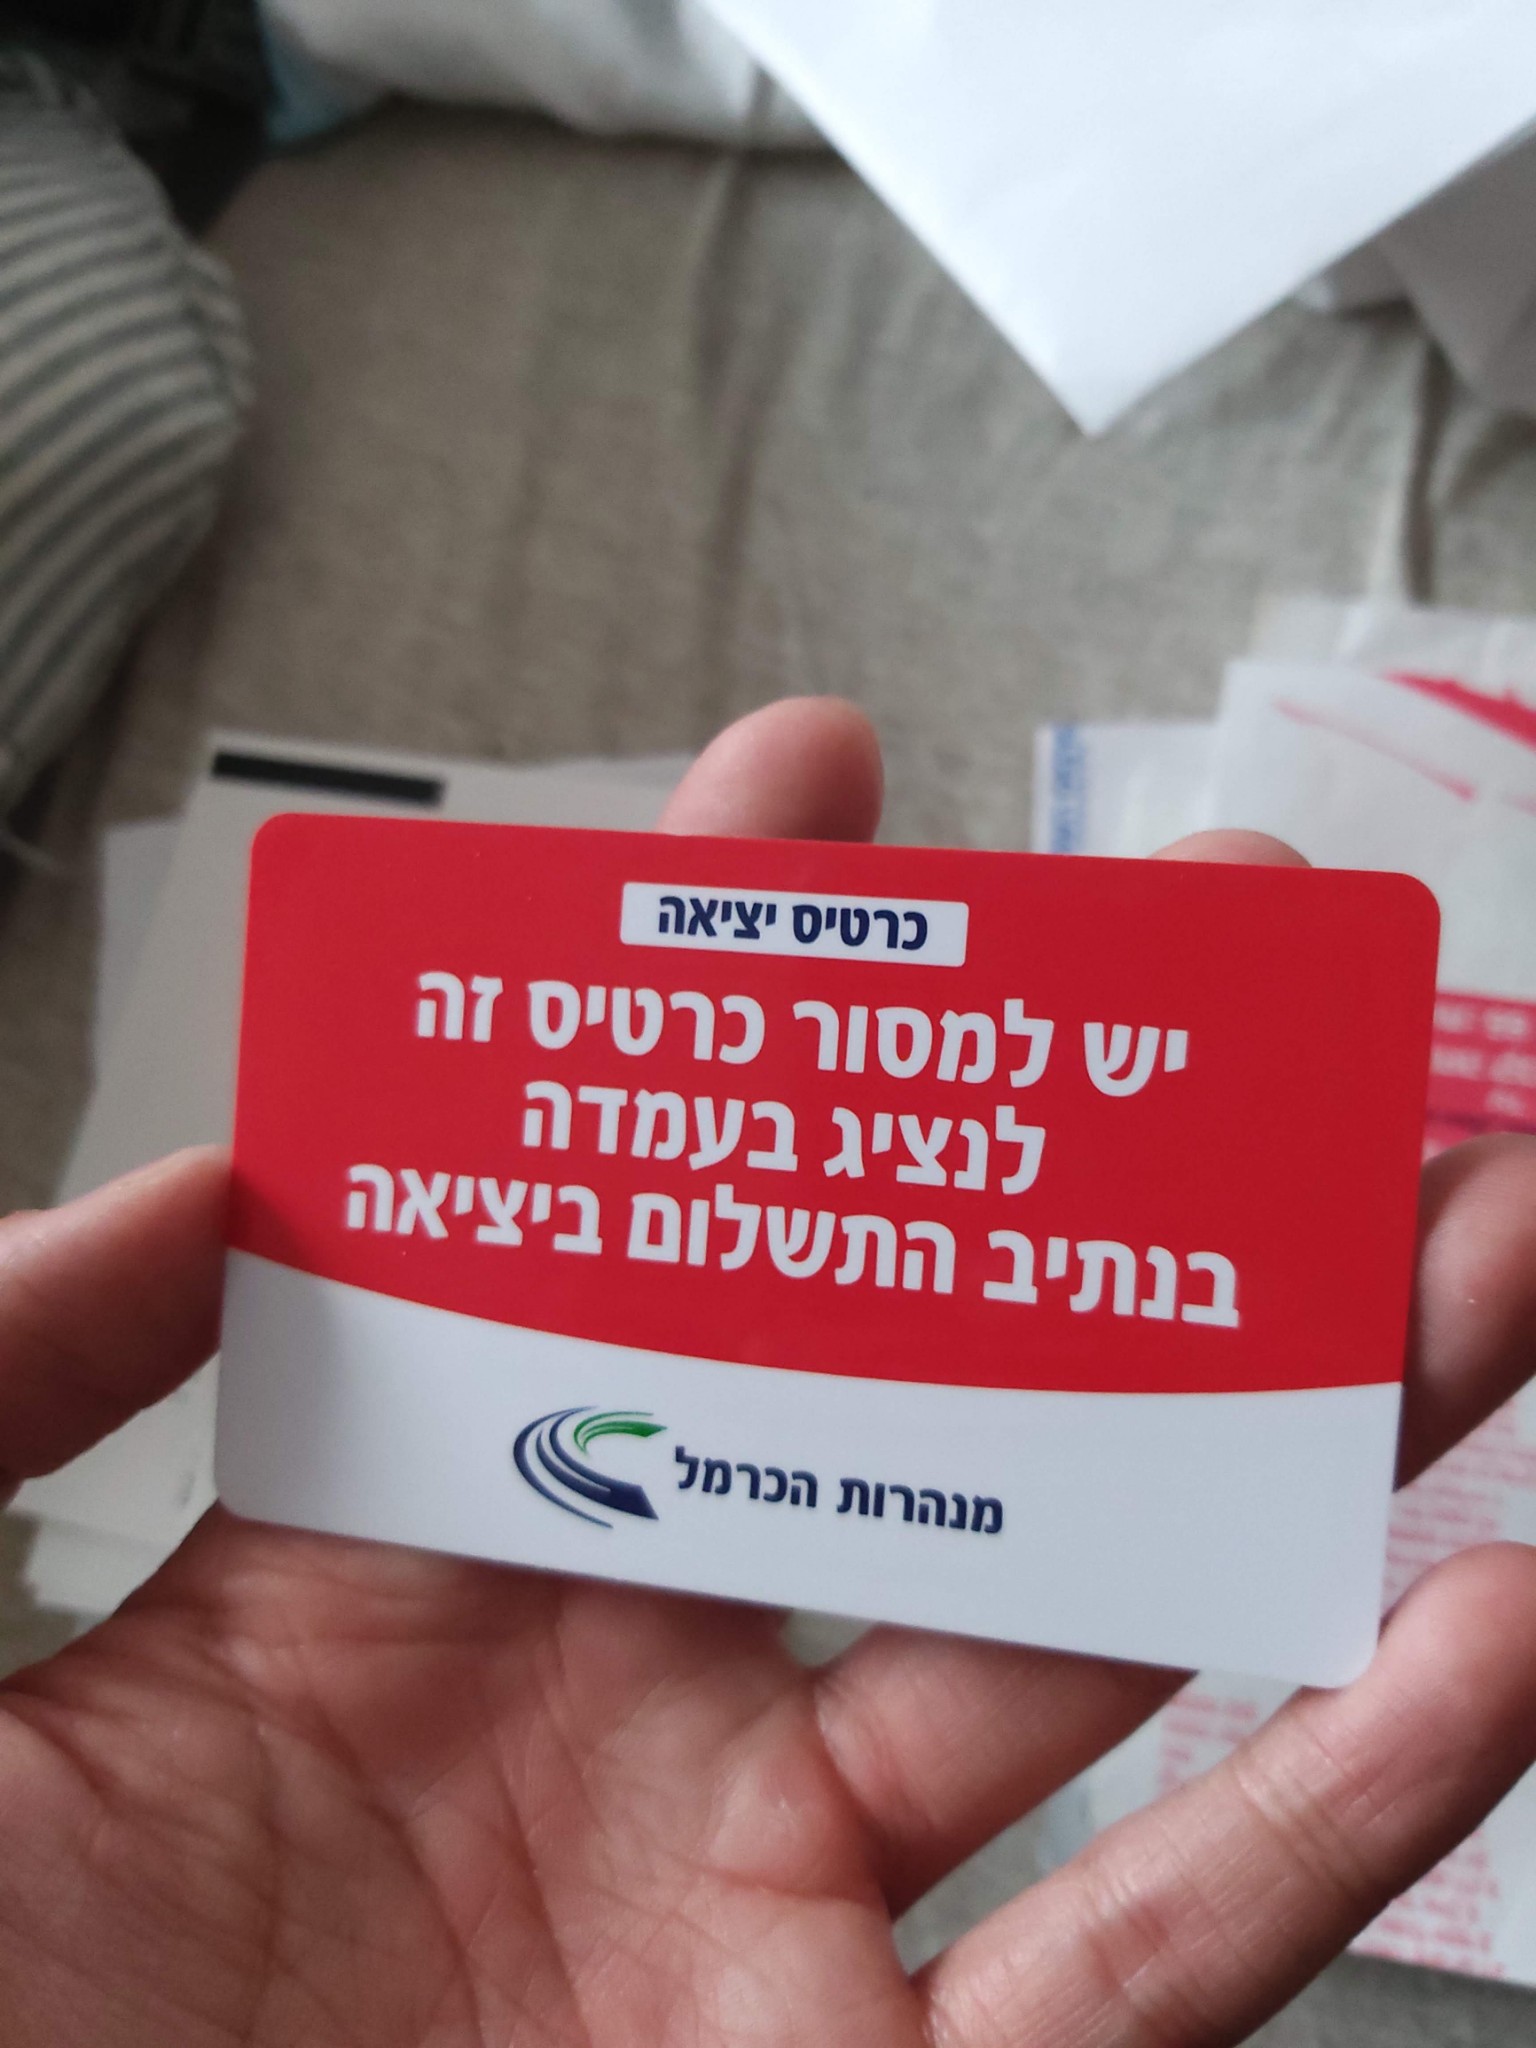 כרטיס יציאה
יש למסור כרטיס זה
לנציג בעמדה
בנתיב התשלום ביציאה
מנהרות הכרמל